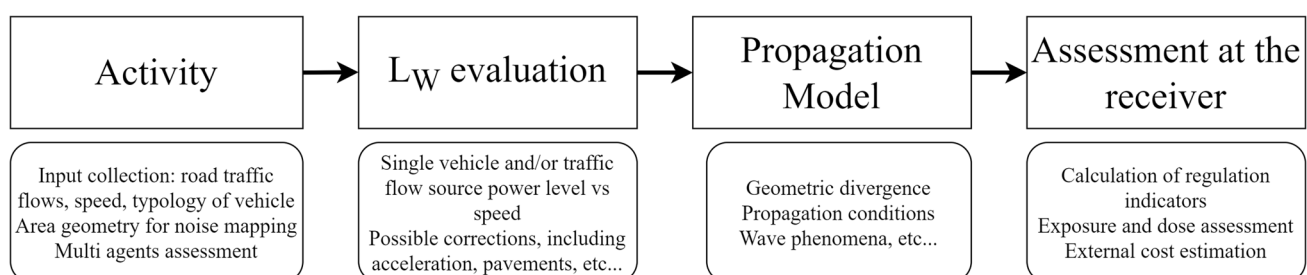 Activity
L_W evaluation
Propagation
Model
Assessment at the
receiver
Input collection: road traffic
flows, speed, typology of vehicle
Area geometry for noise mapping
Multi agents assessment
Single vehicle and/or traffic
flow source power level vs
speed
Possible corrections, including
acceleration, pavements, etc...
Geometric divergence
Propagation conditions
Wave phenomena, etc...
Calculation of regulation
indicators
Exposure and dose assessment
External cost estimation